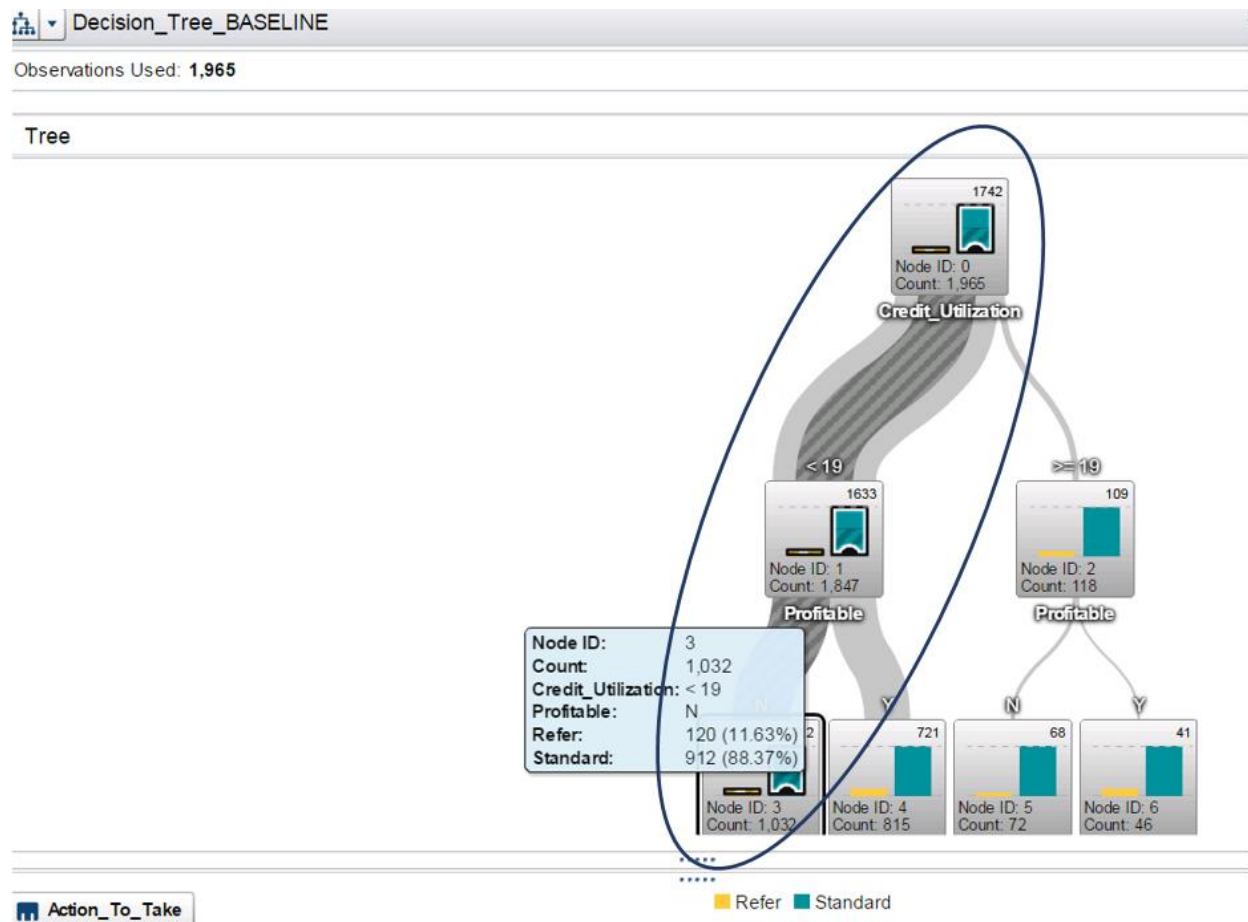 Decision_Tree_BASELINE
Observations Used: 1,965
Tree
1742
Node ID: 0
Count: 1,965
Credit_Utilization
< 19
>= 19
1633
Node ID: 1
Count: 1,847
Profitable
109
Node ID: 2
Count: 118
Profitable
Node ID: 3
Count: 1,032
Credit_Utilization: < 19
Profitable: N
Refer: 120 (11.63%)
Standard: 912 (88.37%)
N
Y
N
Y
2
Node ID: 3
Count: 1,032
721
Node ID: 4
Count: 815
68
Node ID: 5
Count: 72
41
Node ID: 6
Count: 46
Refer Standard
Action_To_Take